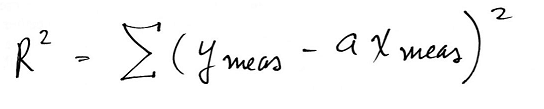 R² = ∑(y_meas - a x_meas)²